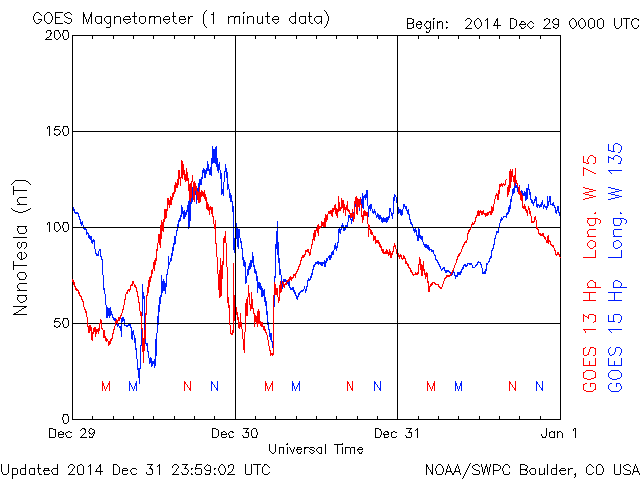 GOES Magnetometer (1 minute data)
Begin: 2014 Dec 29 0000 UTC
200
150
100
50
0
NanoTesla (nT)
M M N N M M N N M M N N
Dec 29 Dec 30 Dec 31 Jan 1
Universal Time
GOES 13 Hp Long. W 75
GOES 15 Hp Long. W 135
Updated 2014 Dec 31 23:59:02 UTC
NOAA/SWPC Boulder, CO USA